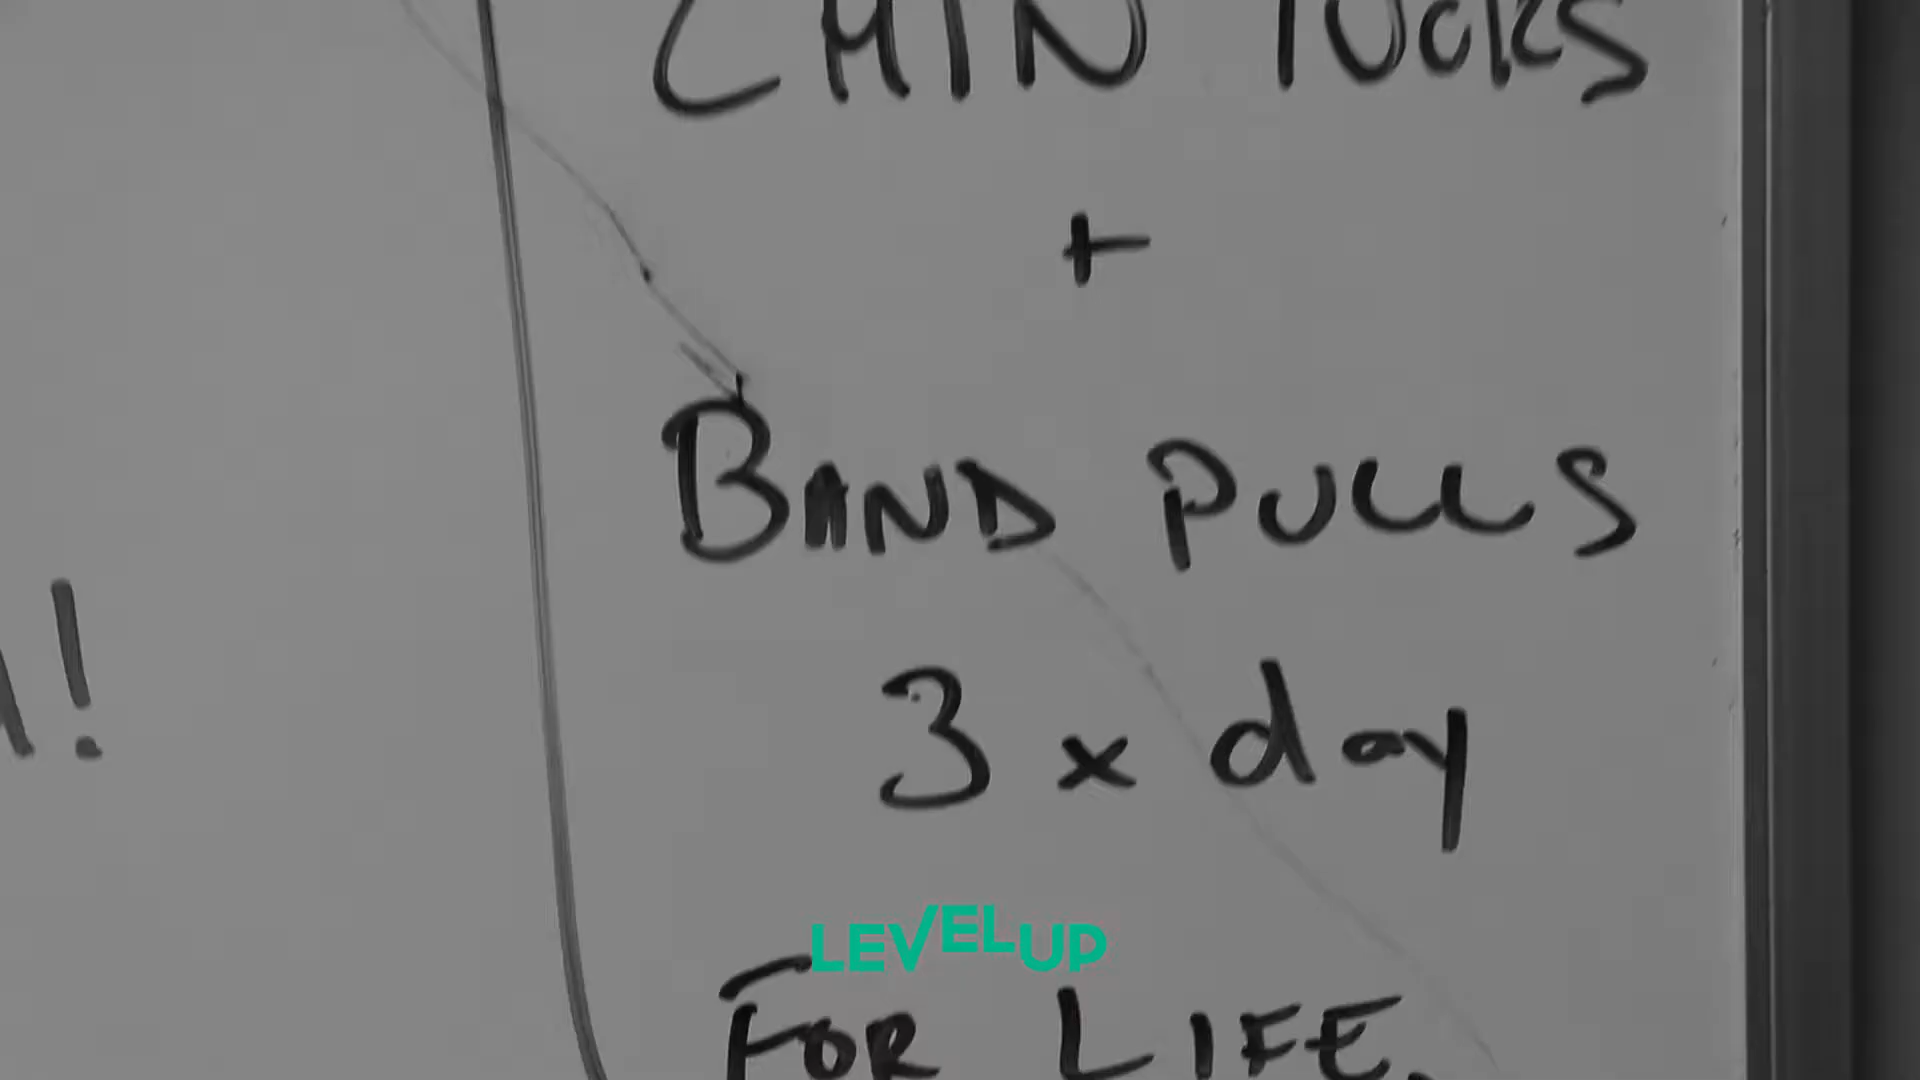 CHIN TUCKS
+
BAND PULLS
!
3 x day
LEVELUP
FOR LIFE.